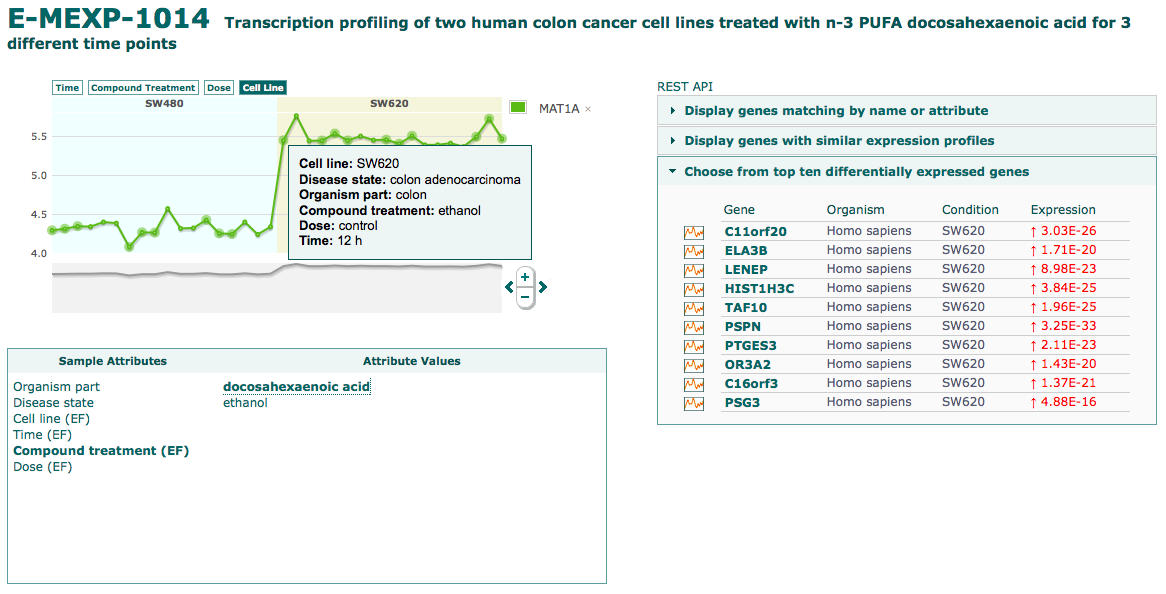 E-MEXP-1014 Transcription profiling of two human colon cancer cell lines treated with n-3 PUFA docosahexaenoic acid for 3
different time points
Time Compound Treatment Dose Cell Line
SW480 SW620
MAT1A ×
5.5
5.0
4.5
4.0
Cell line: SW620
Disease state: colon adenocarcinoma
Organism part: colon
Compound treatment: ethanol
Dose: control
Time: 12 h
+
−
Sample Attributes Attribute Values
Organism part docosahexaenoic acid
Disease state ethanol
Cell line (EF)
Time (EF)
Compound treatment (EF)
Dose (EF)
REST API
Display genes matching by name or attribute
Display genes with similar expression profiles
Choose from top ten differentially expressed genes
Gene Organism Condition Expression
C11orf20 Homo sapiens SW620 ↑ 3.03E-26
ELA3B Homo sapiens SW620 ↑ 1.71E-20
LENEP Homo sapiens SW620 ↑ 8.98E-23
HIST1H3C Homo sapiens SW620 ↑ 3.84E-25
TAF10 Homo sapiens SW620 ↑ 1.96E-25
PSPN Homo sapiens SW620 ↑ 3.25E-33
PTGES3 Homo sapiens SW620 ↑ 2.11E-23
OR3A2 Homo sapiens SW620 ↑ 1.43E-20
C16orf3 Homo sapiens SW620 ↑ 1.37E-21
PSG3 Homo sapiens SW620 ↑ 4.88E-16